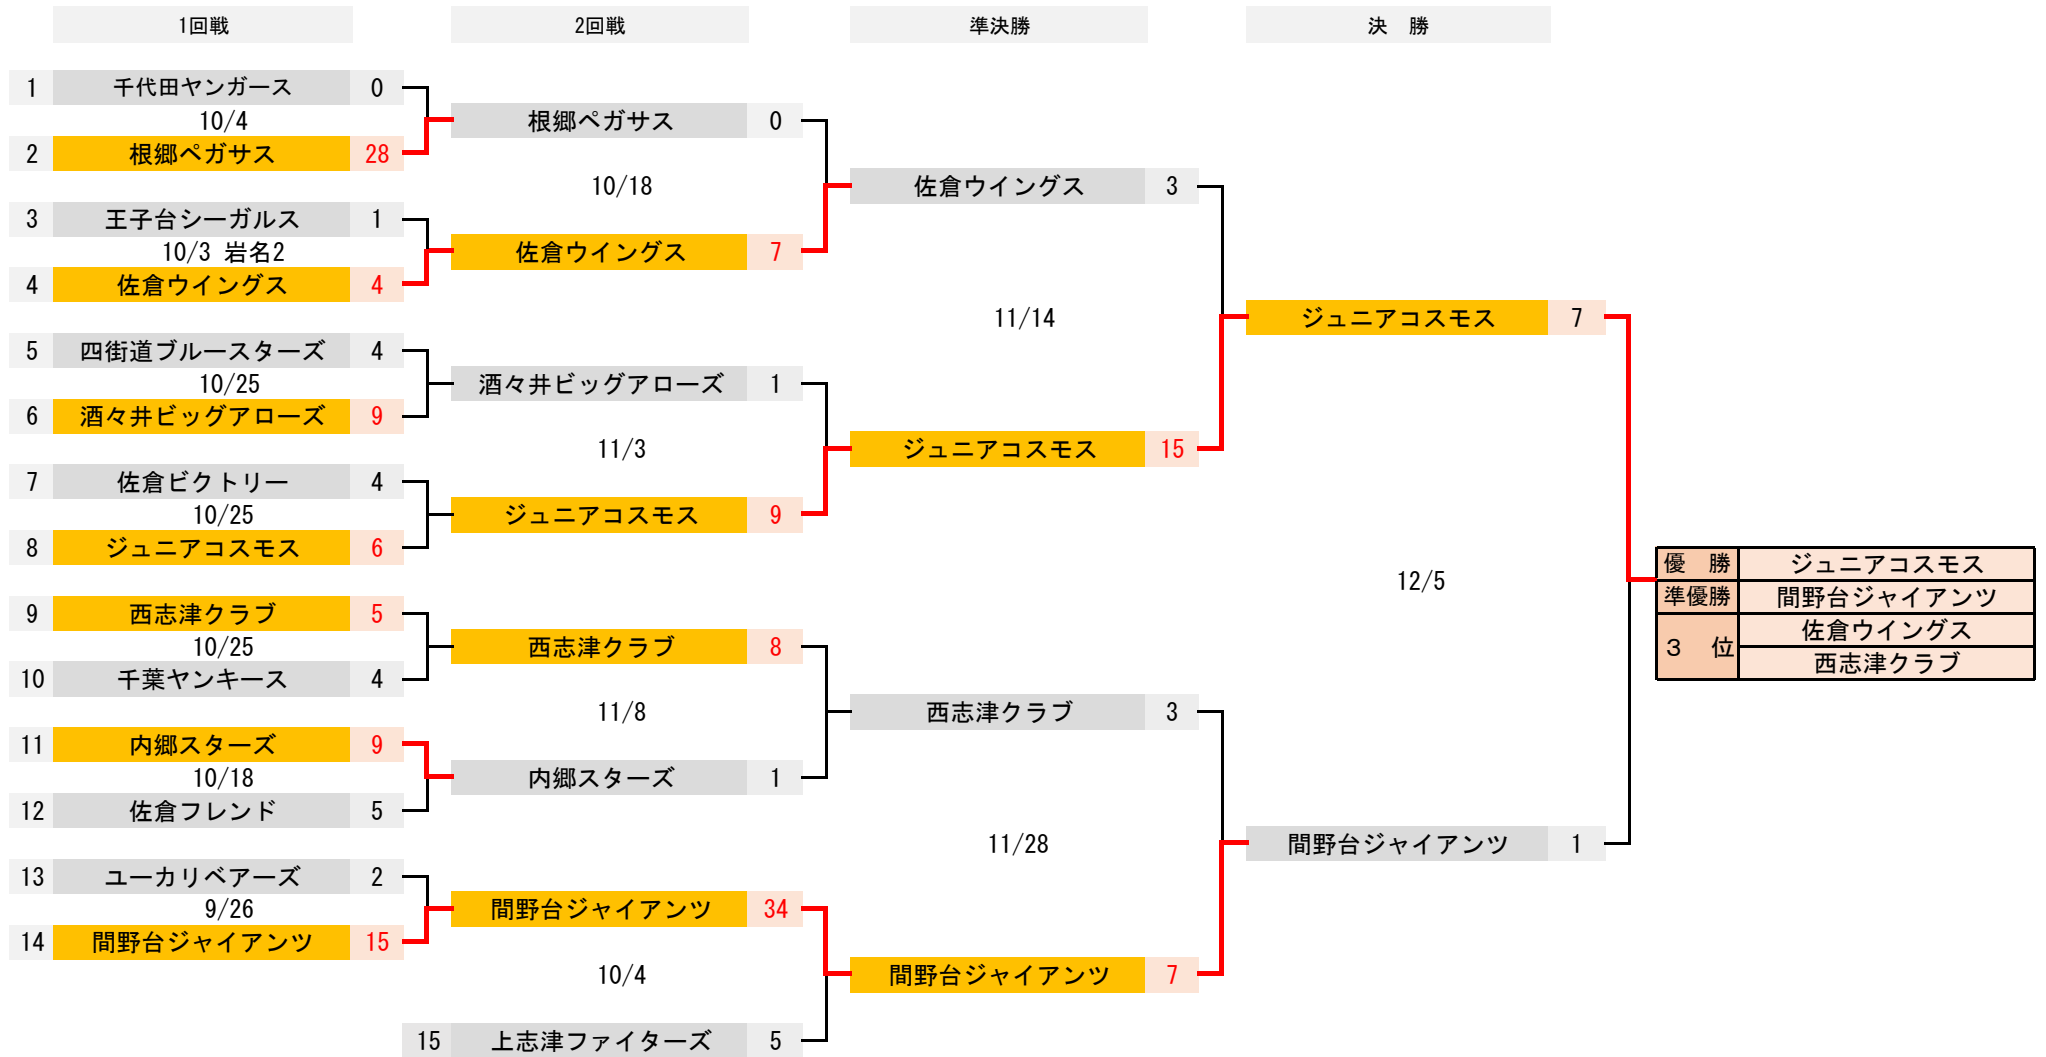 1回戦
2回戦
準決勝
決　勝
1 千代田ヤンガース 0
10/4
2 根郷ペガサス 28
3 王子台シーガルス 1
10/3 岩名2
4 佐倉ウイングス 4
5 四街道ブルースターズ 4
10/25
6 酒々井ビッグアローズ 9
7 佐倉ビクトリー 4
10/25
8 ジュニアコスモス 6
9 西志津クラブ 5
10/25
10 千葉ヤンキース 4
11 内郷スターズ 9
10/18
12 佐倉フレンド 5
13 ユーカリベアーズ 2
9/26
14 間野台ジャイアンツ 15
根郷ペガサス 0
10/18
佐倉ウイングス 7
酒々井ビッグアローズ 1
11/3
ジュニアコスモス 9
西志津クラブ 8
11/8
内郷スターズ 1
間野台ジャイアンツ 34
10/4
15 上志津ファイターズ 5
佐倉ウイングス 3
11/14
ジュニアコスモス 15
西志津クラブ 3
11/28
間野台ジャイアンツ 7
ジュニアコスモス 7
12/5
間野台ジャイアンツ 1
優　勝 ジュニアコスモス
準優勝 間野台ジャイアンツ
３　位 佐倉ウイングス
西志津クラブ